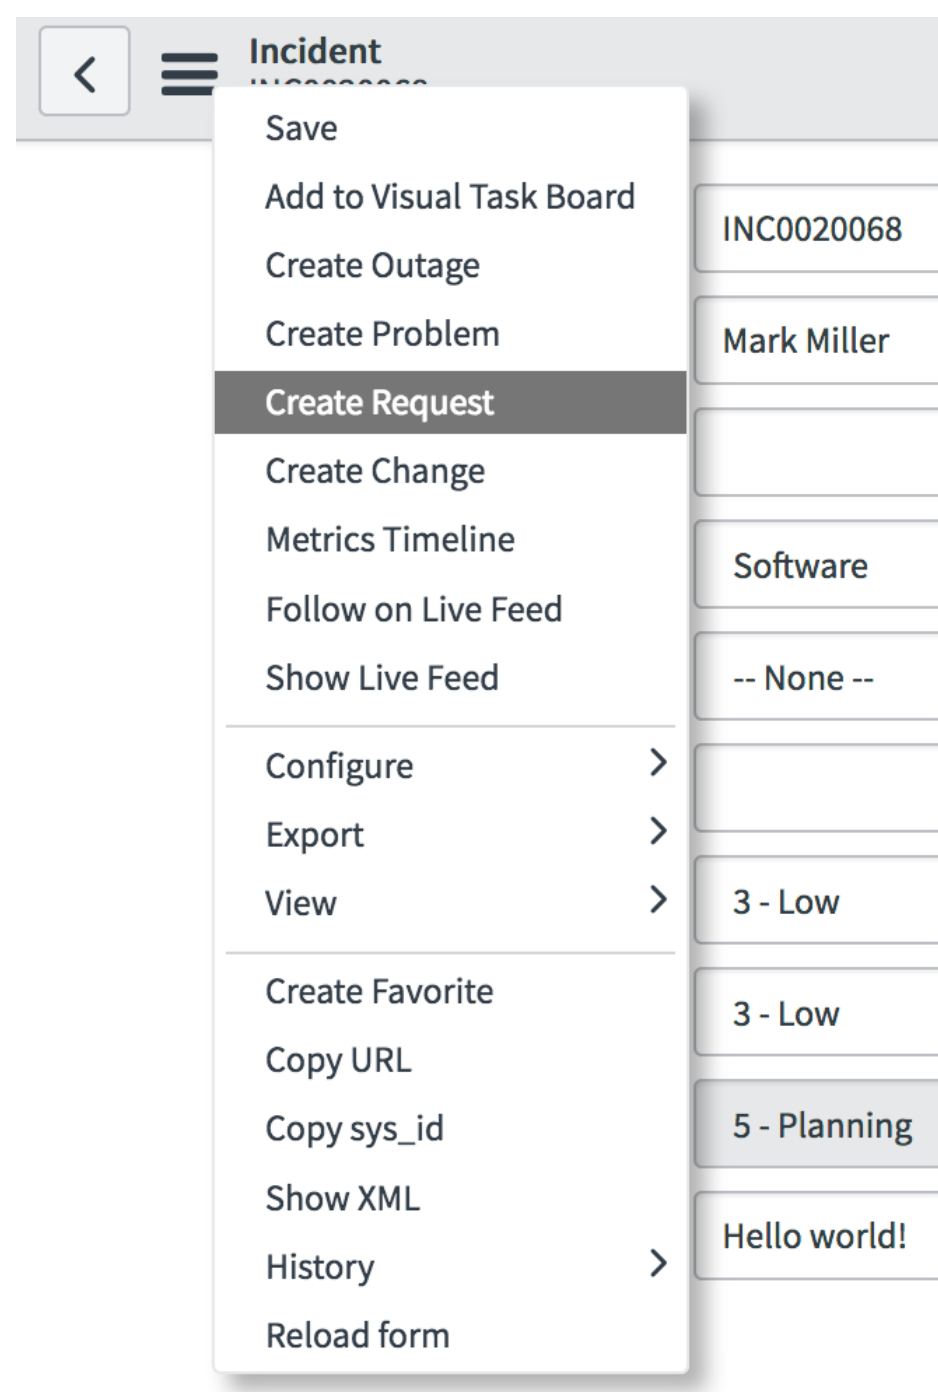 Incident
INC0020068
Save
Add to Visual Task Board
Create Outage
Create Problem
Create Request
Create Change
Metrics Timeline
Follow on Live Feed
Show Live Feed
Configure
Export
View
Create Favorite
Copy URL
Copy sys_id
Show XML
History
Reload form
INC0020068
Mark Miller
Software
-- None --
3 - Low
3 - Low
5 - Planning
Hello world!